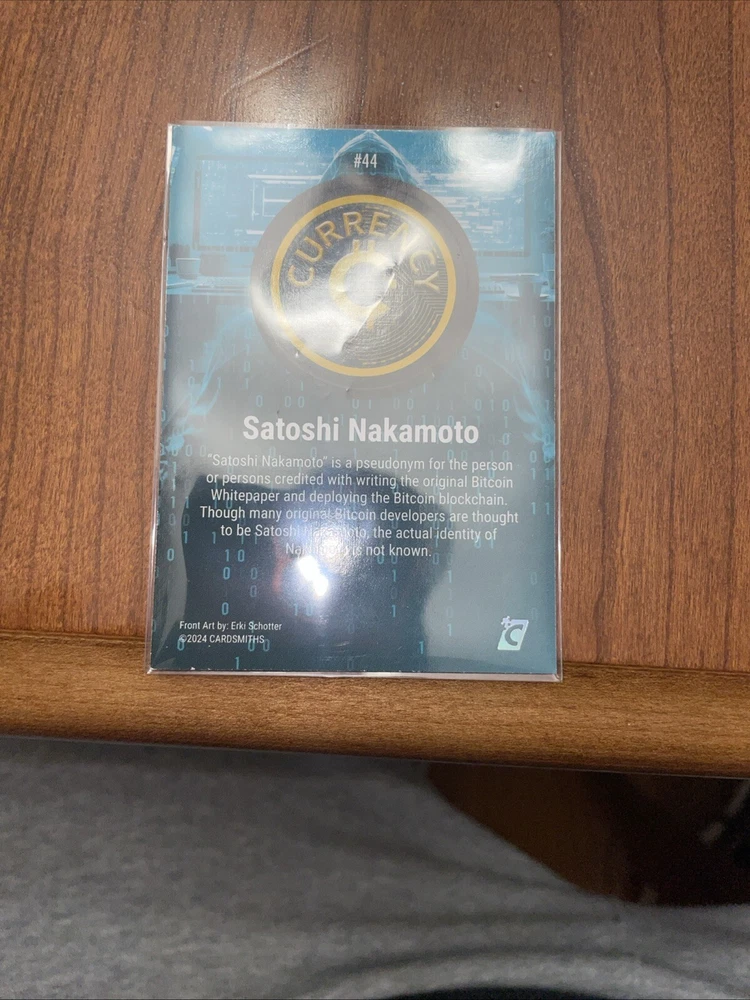 #44
CURRENCY
Satoshi Nakamoto
"Satoshi Nakamoto" is a pseudonym for the person
or persons credited with writing the original Bitcoin
Whitepaper and deploying the Bitcoin blockchain.
Though many original Bitcoin developers are thought
to be Satoshi Nakamoto, the actual identity of
Nakamoto is not known.
Front Art by: Erki Schotter
©2024 CARDSMITHS